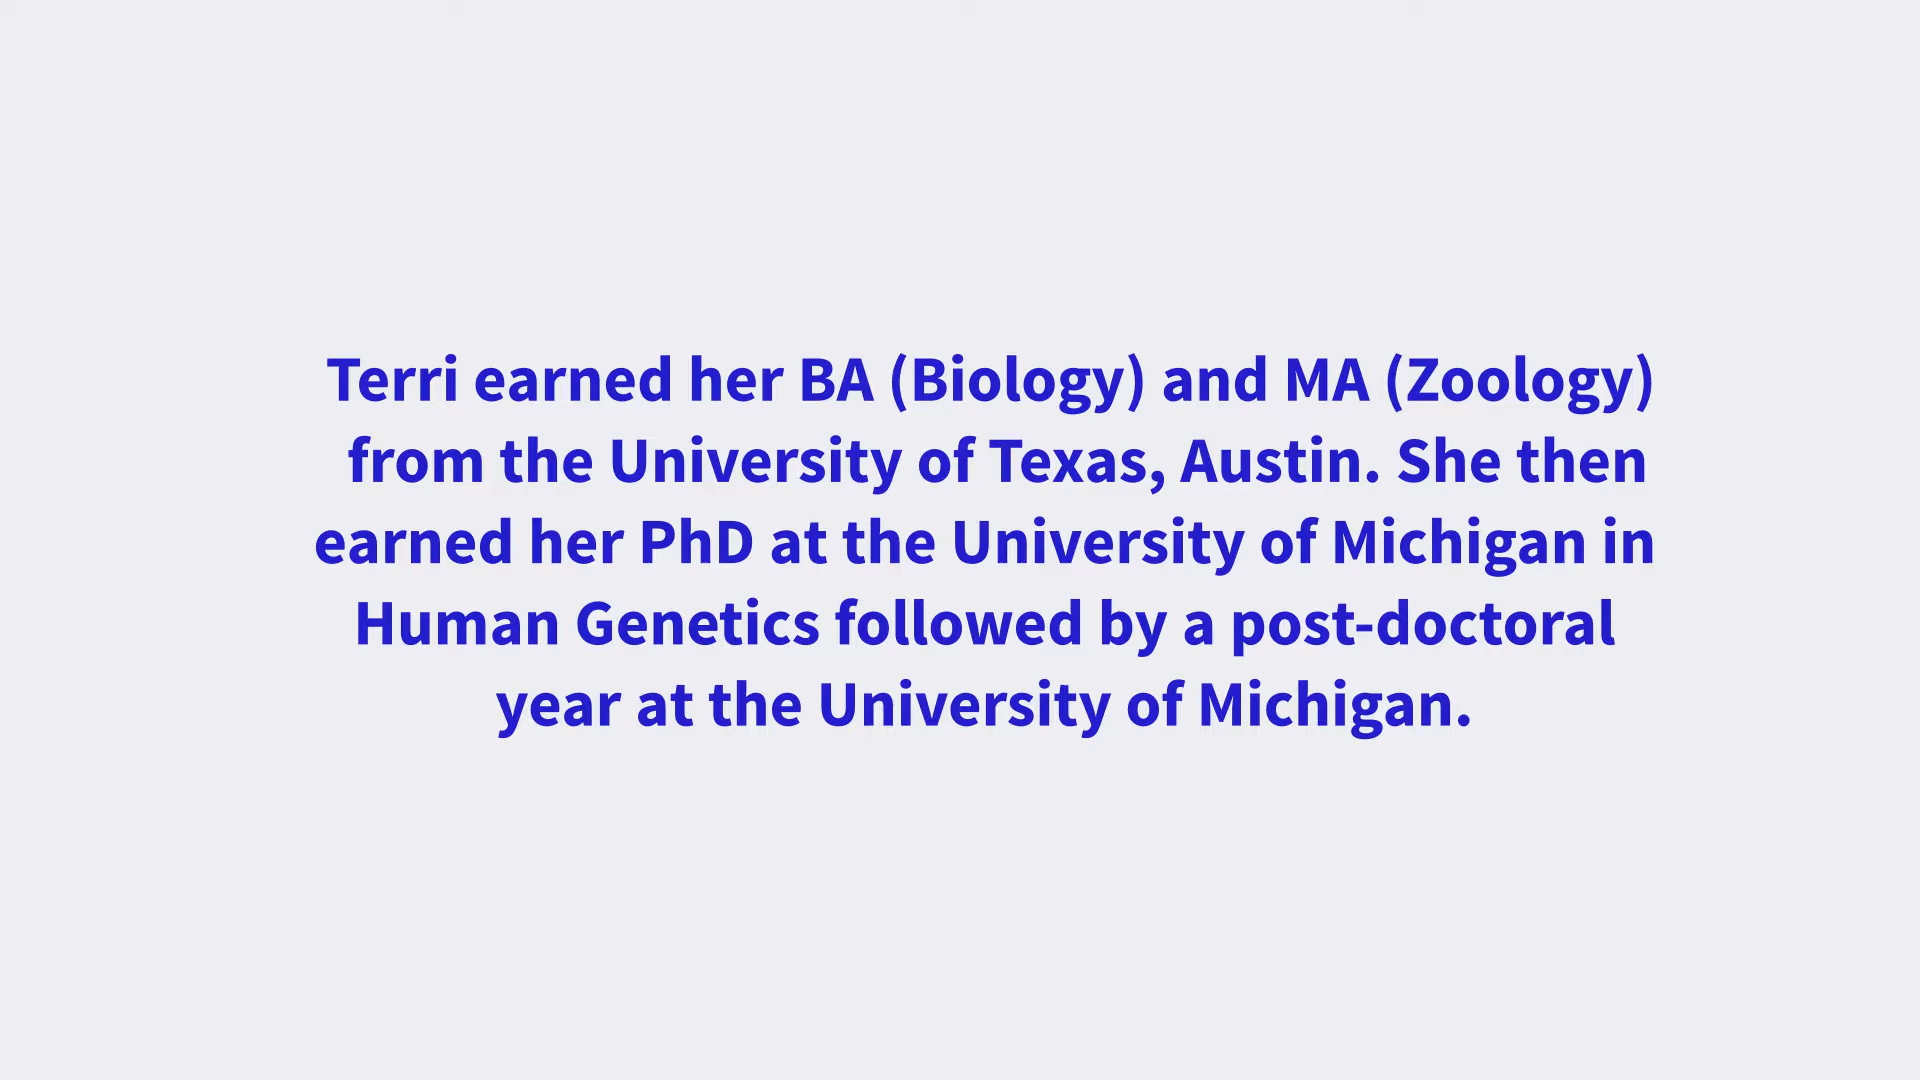 Terri earned her BA (Biology) and MA (Zoology)
from the University of Texas, Austin. She then
earned her PhD at the University of Michigan in
Human Genetics followed by a post-doctoral
year at the University of Michigan.